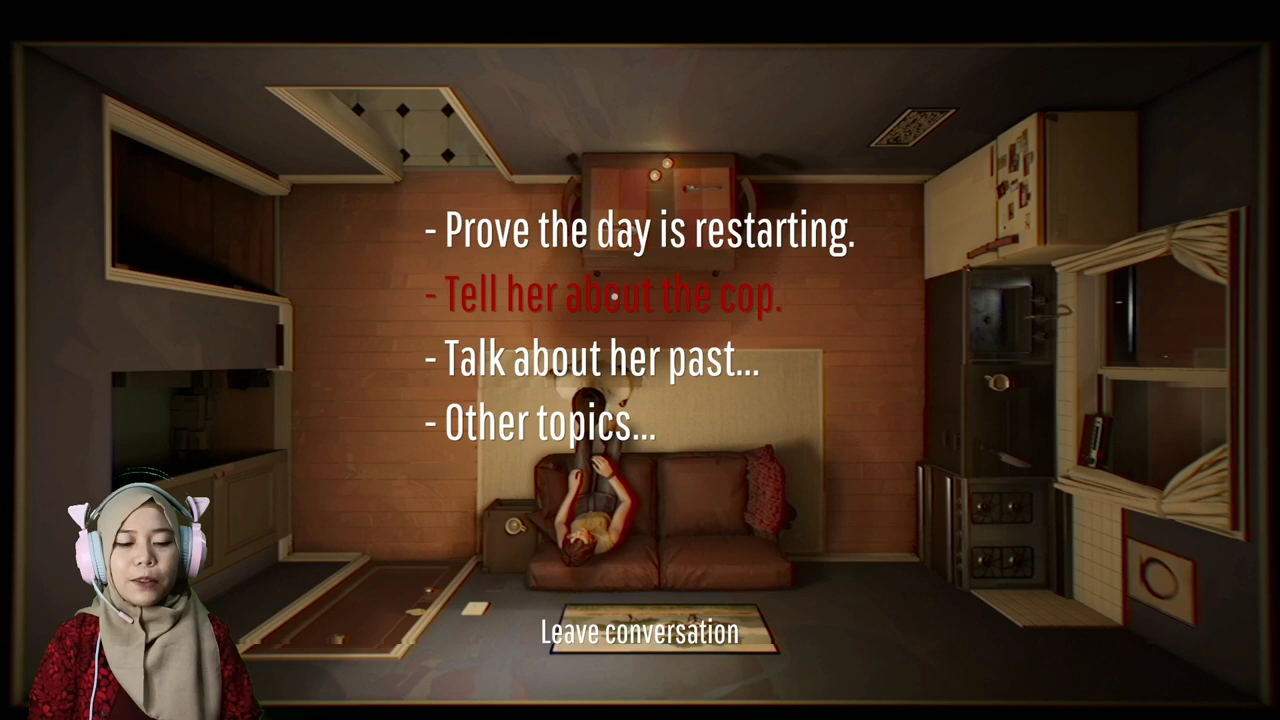 - Prove the day is restarting.
- Tell her about the cop.
- Talk about her past...
- Other topics...
Leave conversation